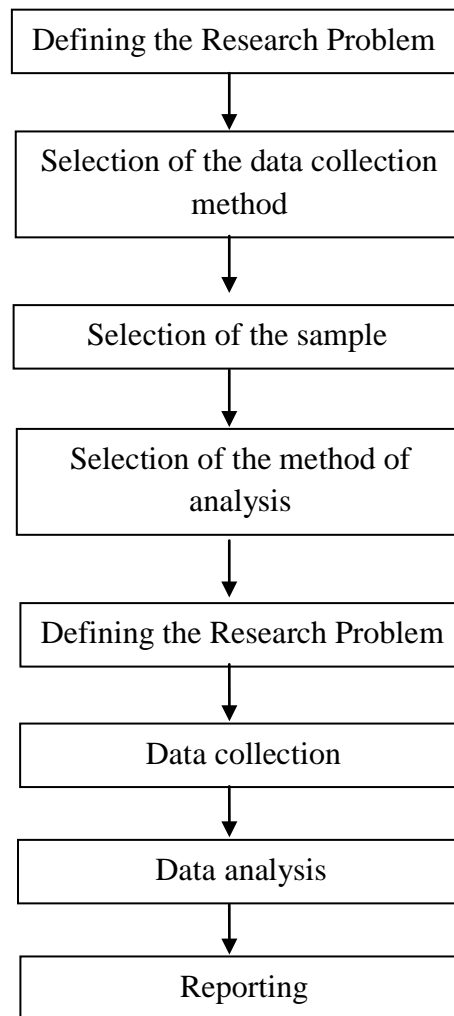 Defining the Research Problem
Selection of the data collection
method
Selection of the sample
Selection of the method of
analysis
Defining the Research Problem
Data collection
Data analysis
Reporting